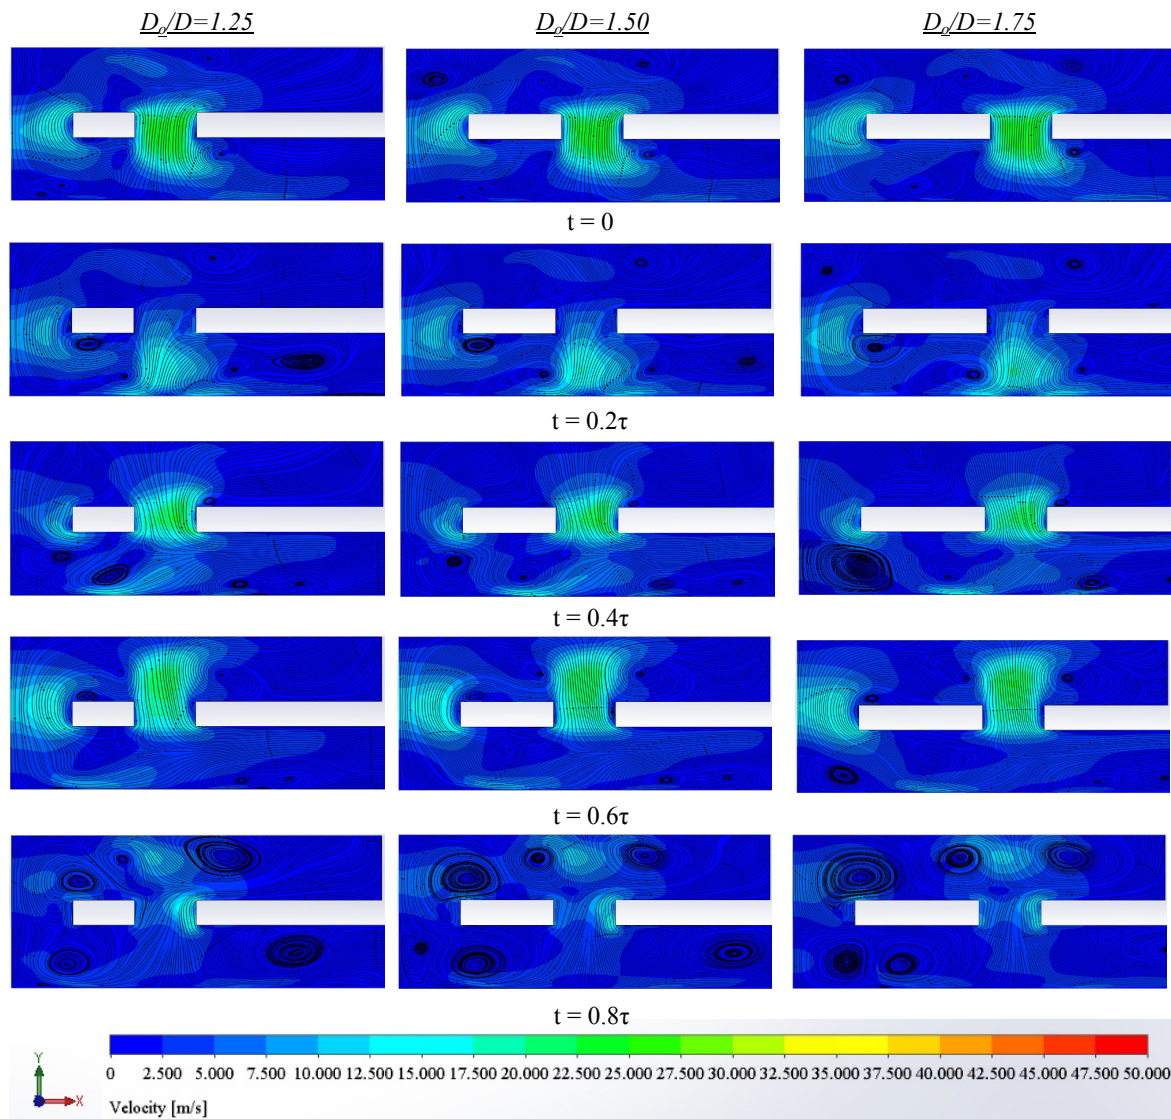 D₀/D=1.25 D₀/D=1.50 D₀/D=1.75
t = 0
t = 0.2τ
t = 0.4τ
t = 0.6τ
t = 0.8τ
0 2.500 5.000 7.500 10.000 12.500 15.000 17.500 20.000 22.500 25.000 27.500 30.000 32.500 35.000 37.500 40.000 42.500 45.000 47.500 50.000
Y
X
Velocity [m/s]